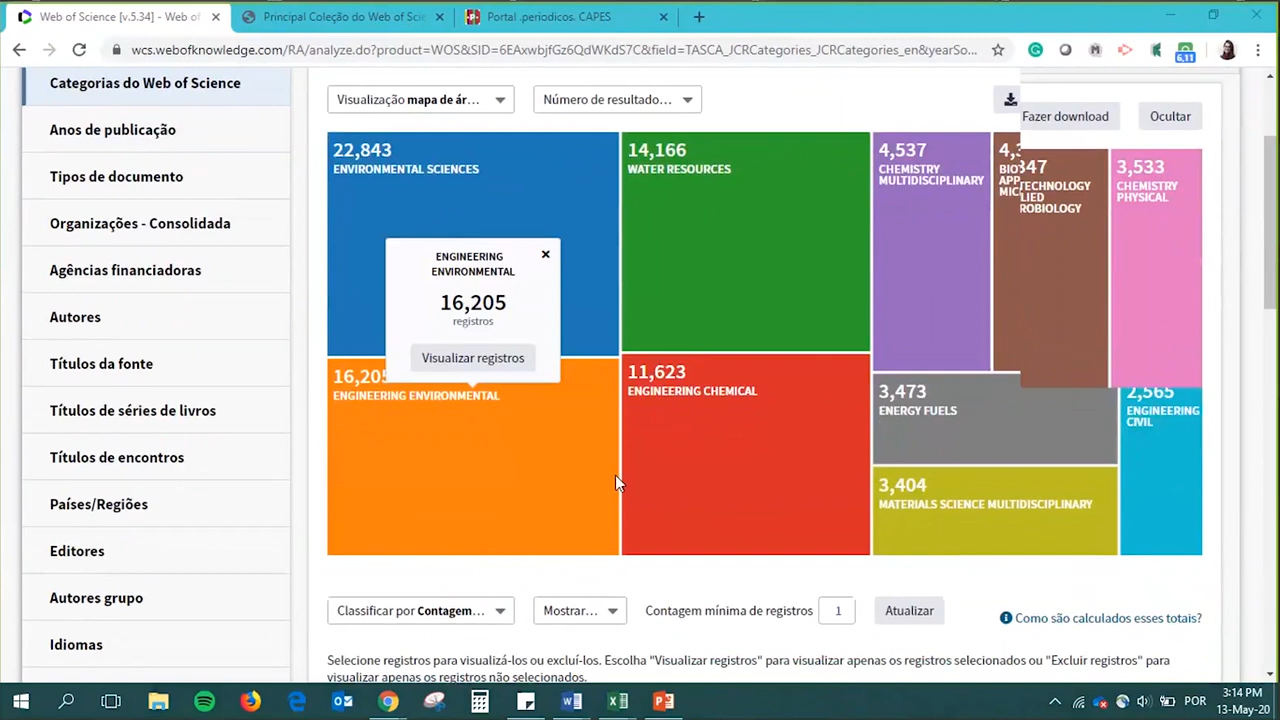 Web of Science [v.5.34] - Web of
Principal Coleção do Web of Scie
Portal .periodicos. CAPES
wcs.webofknowledge.com/RA/analyze.do?product=WOS&SID=6EAxwbjfGz6QdWKdS7C&field=TASCA_JCRCategories_JCRCategories_en&yearSo...
6,11
Categorias do Web of Science
Anos de publicação
Tipos de documento
Organizações - Consolidada
Agências financiadoras
Autores
Títulos da fonte
Títulos de séries de livros
Títulos de encontros
Países/Regiões
Editores
Autores grupo
Idiomas
Visualização mapa de ár...
Número de resultado...
Fazer download
Ocultar
22,843
ENVIRONMENTAL SCIENCES
14,166
WATER RESOURCES
4,537
CHEMISTRY
MULTIDISCIPLINARY
347
TECHNOLOGY
LIED
ROBIOLOGY
3,533
CHEMISTRY
PHYSICAL
ENGINEERING
ENVIRONMENTAL
16,205
registros
Visualizar registros
16,205
ENGINEERING ENVIRONMENTAL
11,623
ENGINEERING CHEMICAL
3,473
ENERGY FUELS
2,565
ENGINEERING
CIVIL
3,404
MATERIALS SCIENCE MULTIDISCIPLINARY
Classificar por Contagem...
Mostrar...
Contagem mínima de registros
1
Atualizar
Como são calculados esses totais?
Selecione registros para visualizá-los ou excluí-los. Escolha "Visualizar registros" para visualizar apenas os registros selecionados ou "Excluir registros" para
visualizar apenas os registros não selecionados.
POR
3:14 PM
13-May-20